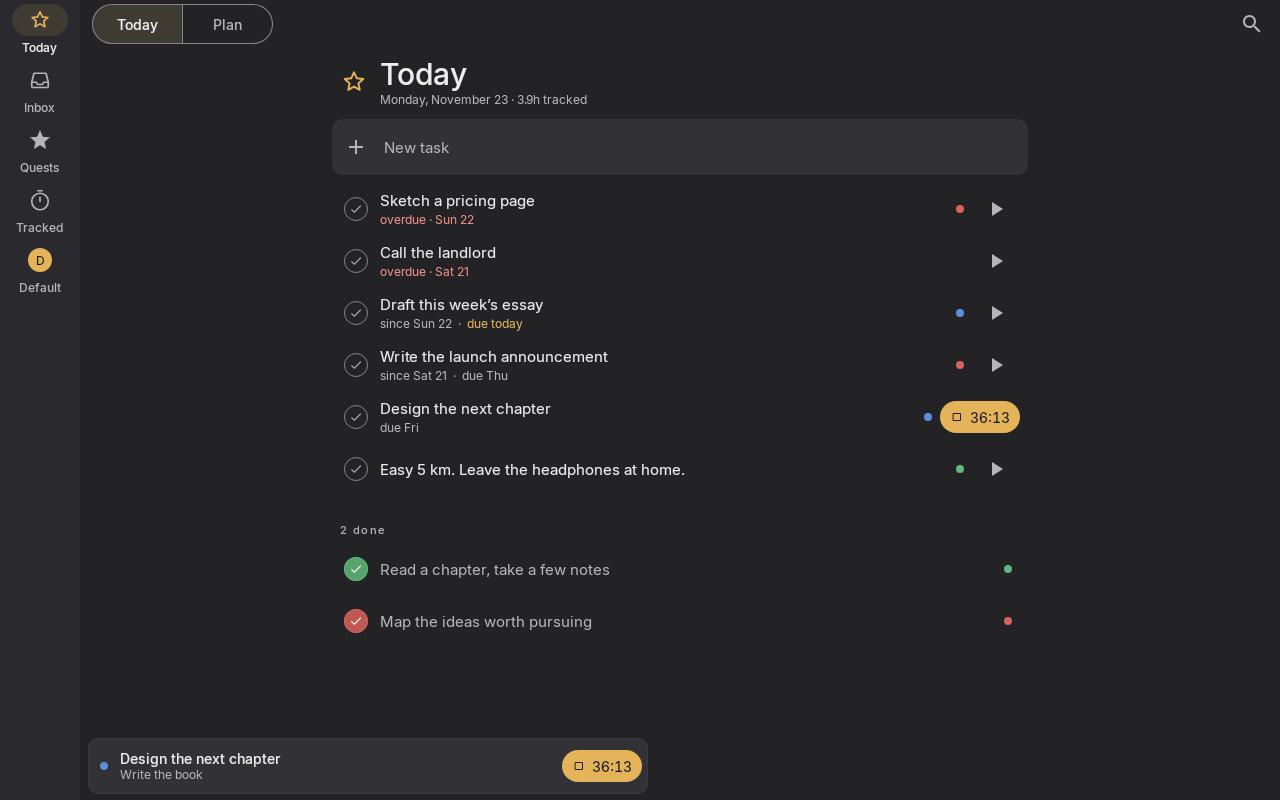 Today
Inbox
Quests
Tracked
D
Default
Today
Plan
Today
Monday, November 23 · 3.9h tracked
New task
Sketch a pricing page
overdue · Sun 22
Call the landlord
overdue · Sat 21
Draft this week’s essay
since Sun 22 · due today
Write the launch announcement
since Sat 21 · due Thu
Design the next chapter
due Fri
36:13
Easy 5 km. Leave the headphones at home.
2 done
Read a chapter, take a few notes
Map the ideas worth pursuing
Design the next chapter
Write the book
36:13